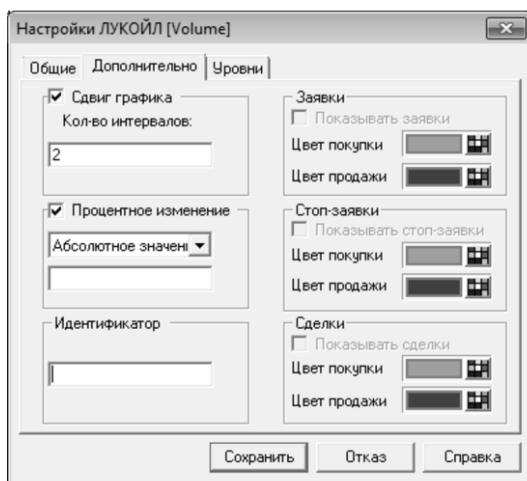 Настройки ЛУКОЙЛ [Volume]
Общие Дополнительно Уровни
Сдвиг графика
Кол-во интервалов:
2
Процентное изменение
Абсолютное значени
Идентификатор
Заявки
Показывать заявки
Цвет покупки
Цвет продажи
Стоп-заявки
Показывать стоп-заявки
Цвет покупки
Цвет продажи
Сделки
Показывать сделки
Цвет покупки
Цвет продажи
Сохранить Отказ Справка